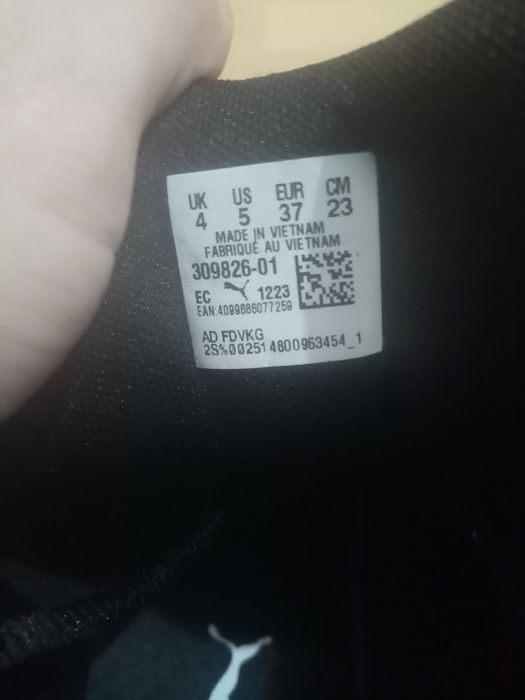 UK US EUR CM
4 5 37 23
MADE IN VIETNAM
FABRIQUÉ AU VIETNAM
309826-01
EC 1223
EAN:4099686077259
AD FDVKG
2S%002514800963454_1